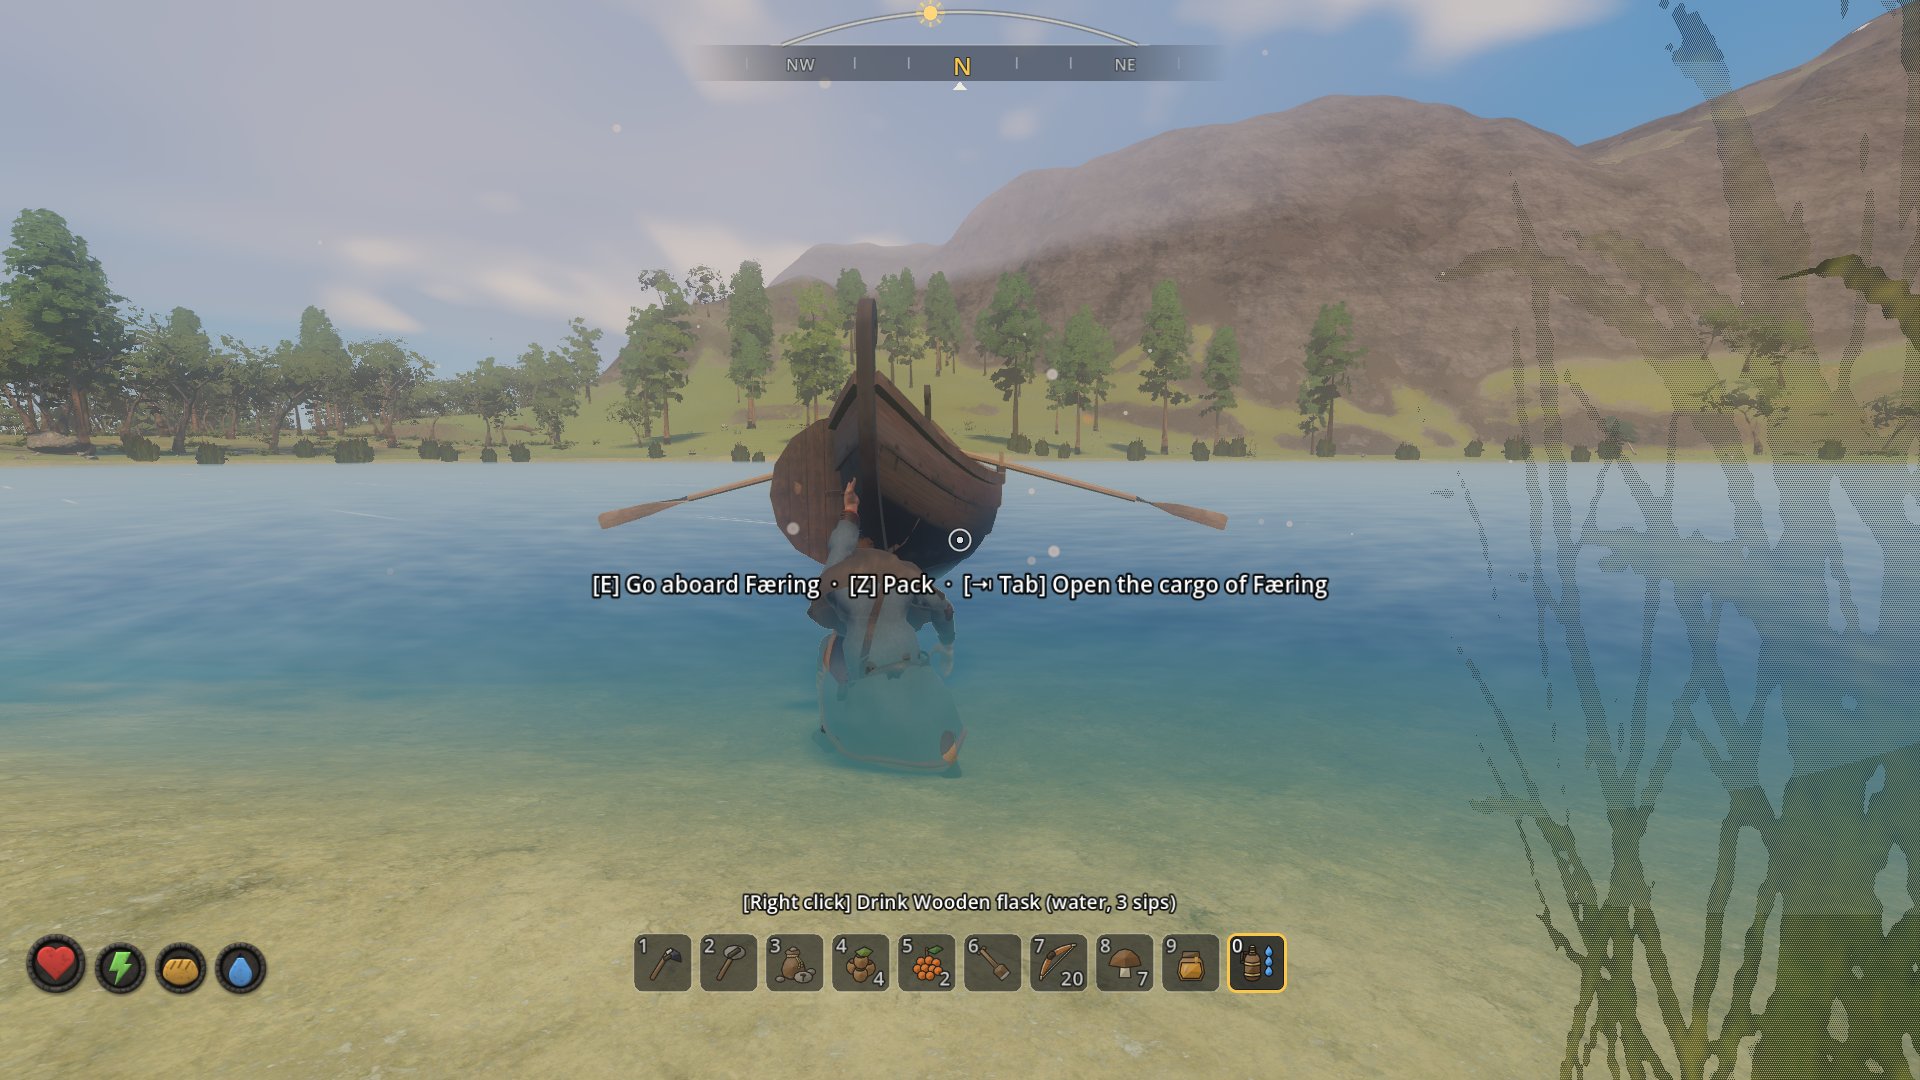 NW N NE
[E] Go aboard Færing · [Z] Pack · [⇥ Tab] Open the cargo of Færing
[Right click] Drink Wooden flask (water, 3 sips)
1 2 3 4 5 6 7 8 9 0
4 2 20 7